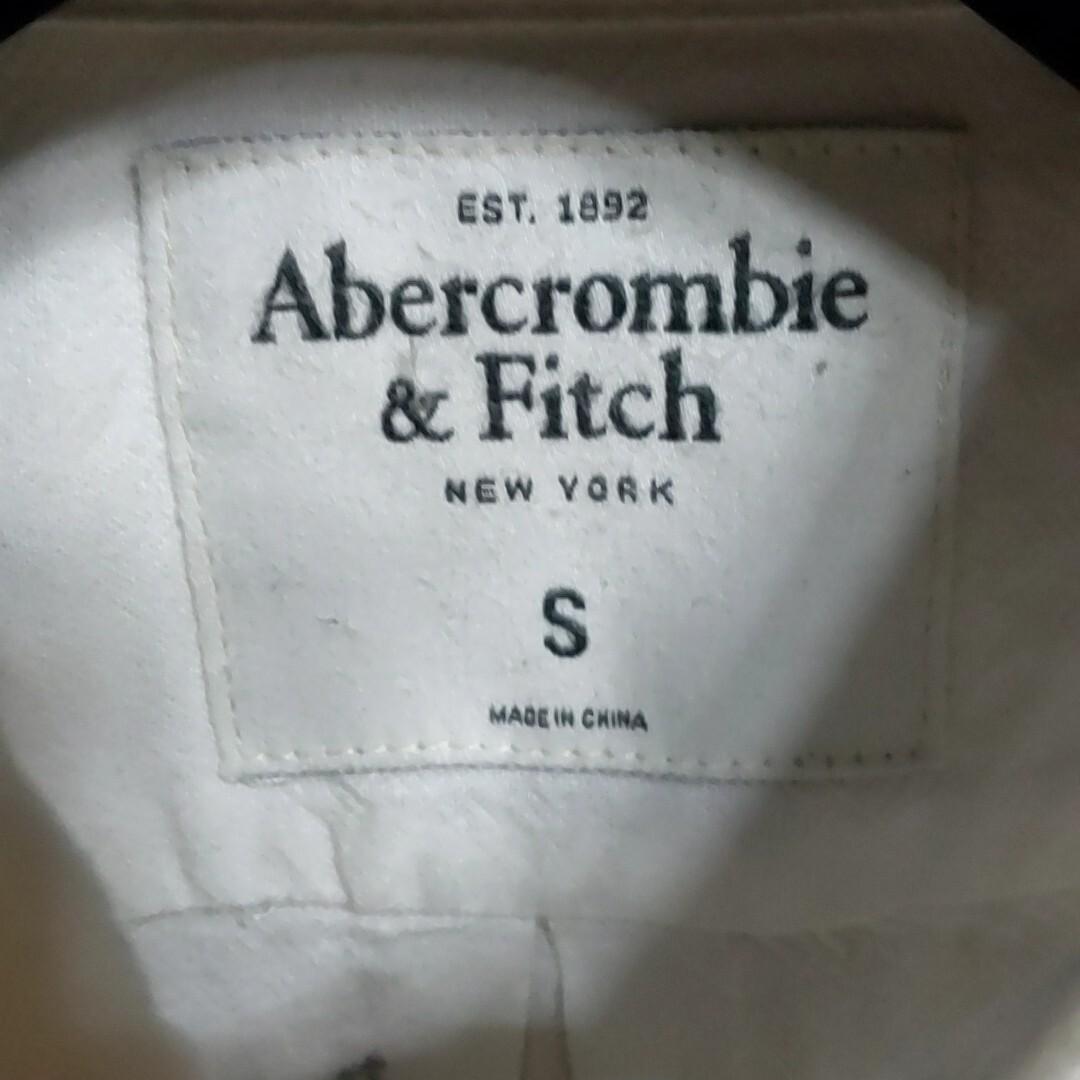 EST. 1892
Abercrombie
& Fitch
NEW YORK
S
MADE IN CHINA